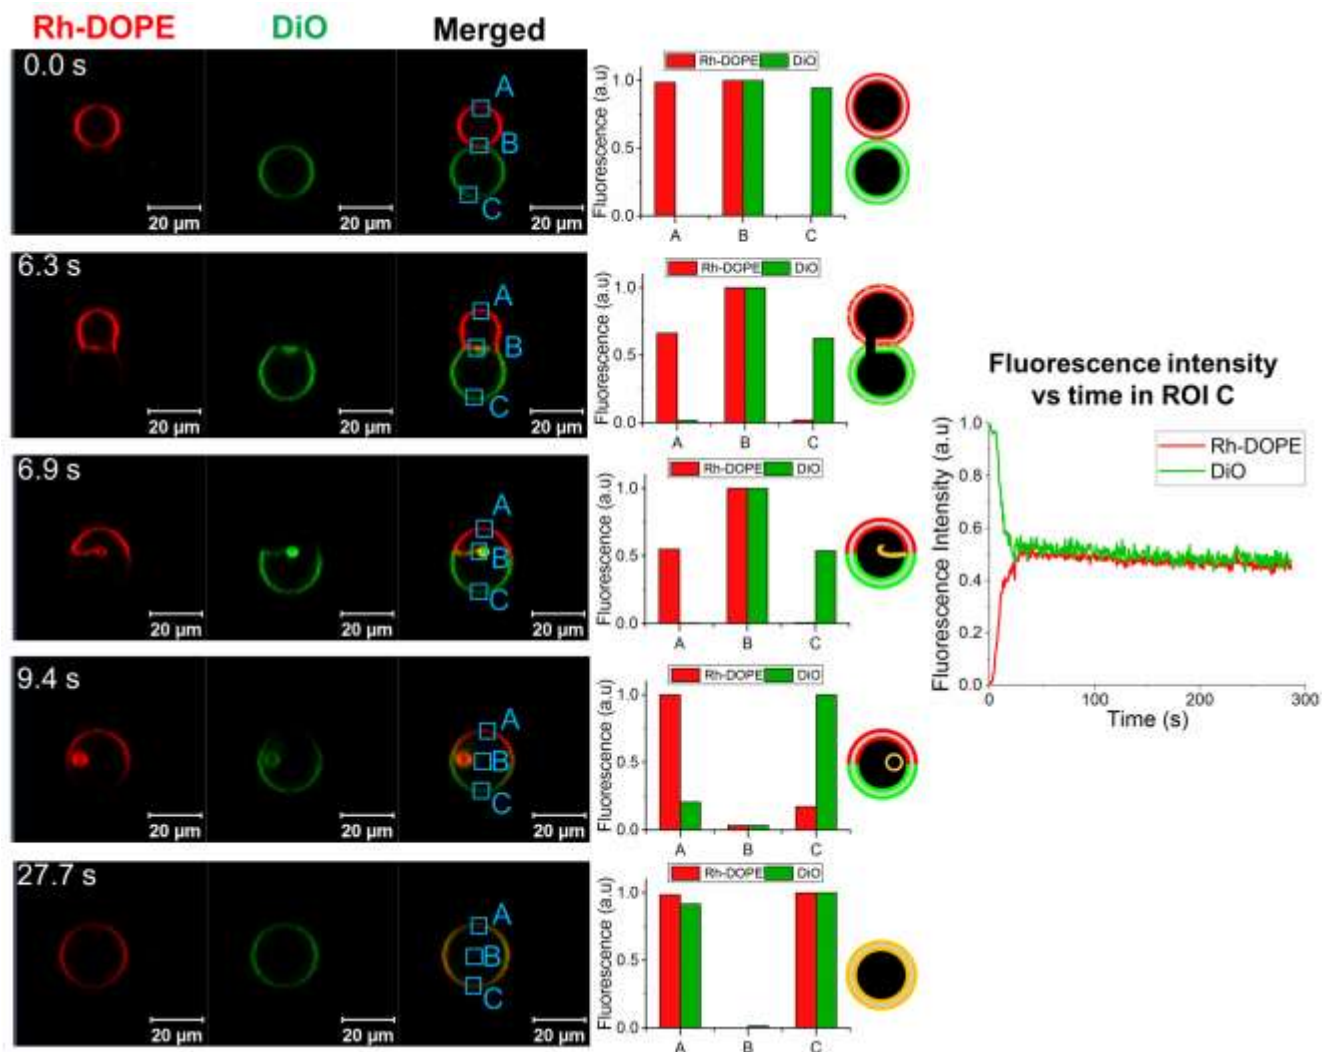 Rh-DOPE DiO Merged
0.0 s
A
B
C
20 µm 20 µm 20 µm
Fluorescence (a.u)
Rh-DOPE DiO
1.0
0.5
0.0
A B C
6.3 s
A
B
C
20 µm 20 µm 20 µm
Fluorescence (a.u)
Rh-DOPE DiO
1.0
0.5
0.0
A B C
6.9 s
A
B
C
20 µm 20 µm 20 µm
Fluorescence (a.u)
Rh-DOPE DiO
1.0
0.5
0.0
A B C
9.4 s
A
B
C
20 µm 20 µm 20 µm
Fluorescence (a.u)
Rh-DOPE DiO
1.0
0.5
0.0
A B C
27.7 s
A
B
C
20 µm 20 µm 20 µm
Fluorescence (a.u)
Rh-DOPE DiO
1.0
0.5
0.0
A B C
Fluorescence intensity
vs time in ROI C
Fluorescence Intensity (a.u)
1.0
0.8
0.6
0.4
0.2
0.0
Rh-DOPE
DiO
0 100 200 300
Time (s)